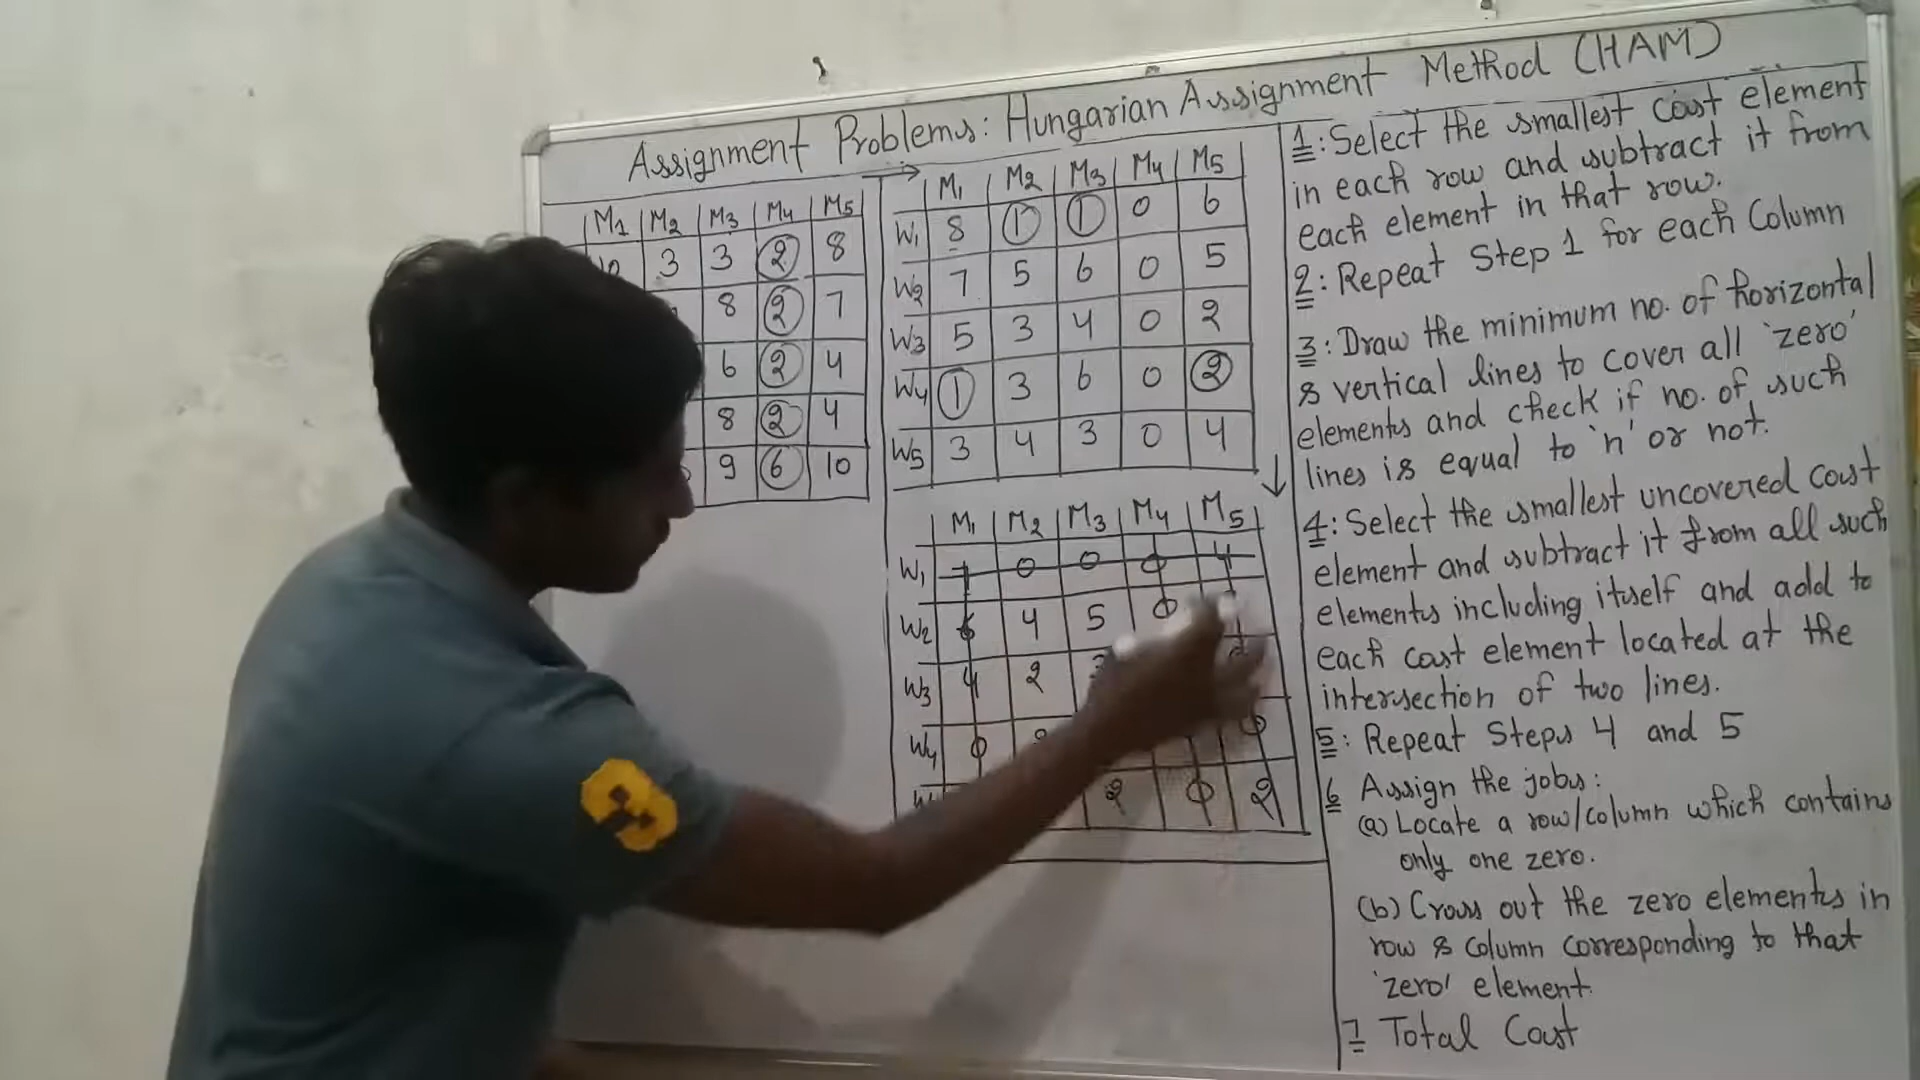 Assignment Problems: Hungarian Assignment Method (HAM)
M1 M2 M3 M4 M5
10 3 3 2 8
8 2 7
6 2 4
8 2 4
9 6 10
M1 M2 M3 M4 M5
W1 8 1 1 0 6
W2 7 5 6 0 5
W3 5 3 4 0 2
W4 1 3 6 0 2
W5 3 4 3 0 4
M1 M2 M3 M4 M5
W1 7 0 0 0 4
W2 6 4 5 0
W3 4 2
W4 0 0
2 0 2
1: Select the smallest cost element
in each row and subtract it from
each element in that row.
2: Repeat Step 1 for each Column
3: Draw the minimum no. of horizontal
& vertical lines to cover all 'zero'
elements and check if no. of such
lines is equal to 'n' or not.
4: Select the smallest uncovered cost
element and subtract it from all such
elements including itself and add to
each cost element located at the
intersection of two lines.
5: Repeat Steps 4 and 5
6 Assign the jobs:
(a) Locate a row/column which contains
only one zero.
(b) Cross out the zero elements in
row & column corresponding to that
'zero' element.
7 Total Cost